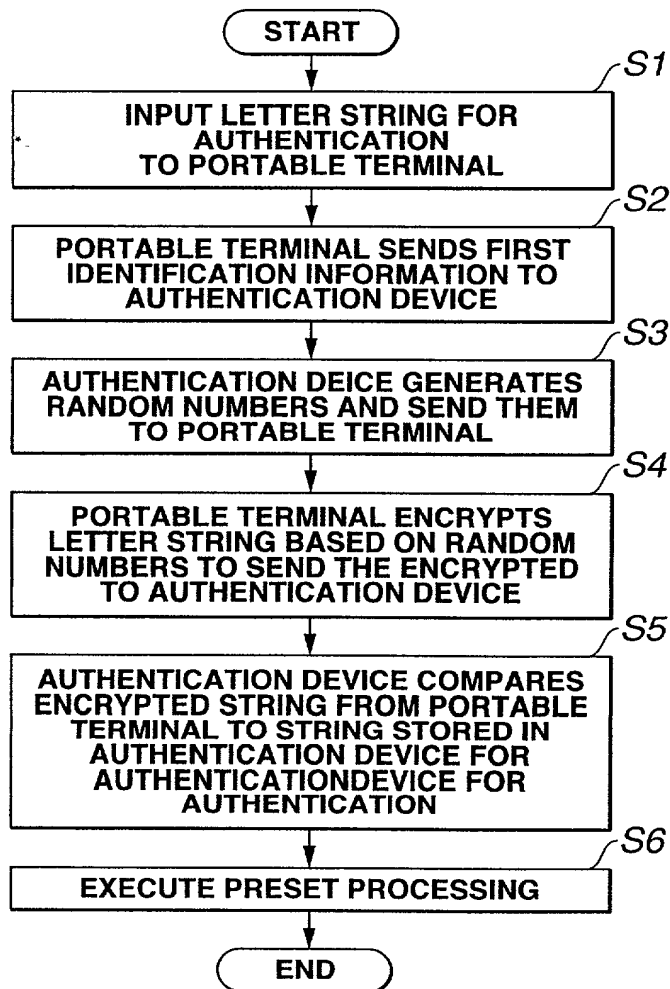 START
S1
INPUT LETTER STRING FOR
AUTHENTICATION
TO PORTABLE TERMINAL
S2
PORTABLE TERMINAL SENDS FIRST
IDENTIFICATION INFORMATION TO
AUTHENTICATION DEVICE
S3
AUTHENTICATION DEICE GENERATES
RANDOM NUMBERS AND SEND THEM
TO PORTABLE TERMINAL
S4
PORTABLE TERMINAL ENCRYPTS
LETTER STRING BASED ON RANDOM
NUMBERS TO SEND THE ENCRYPTED
TO AUTHENTICATION DEVICE
S5
AUTHENTICATION DEVICE COMPARES
ENCRYPTED STRING FROM PORTABLE
TERMINAL TO STRING STORED IN
AUTHENTICATION DEVICE FOR
AUTHENTICATIONDEVICE FOR
AUTHENTICATION
S6
EXECUTE PRESET PROCESSING
END